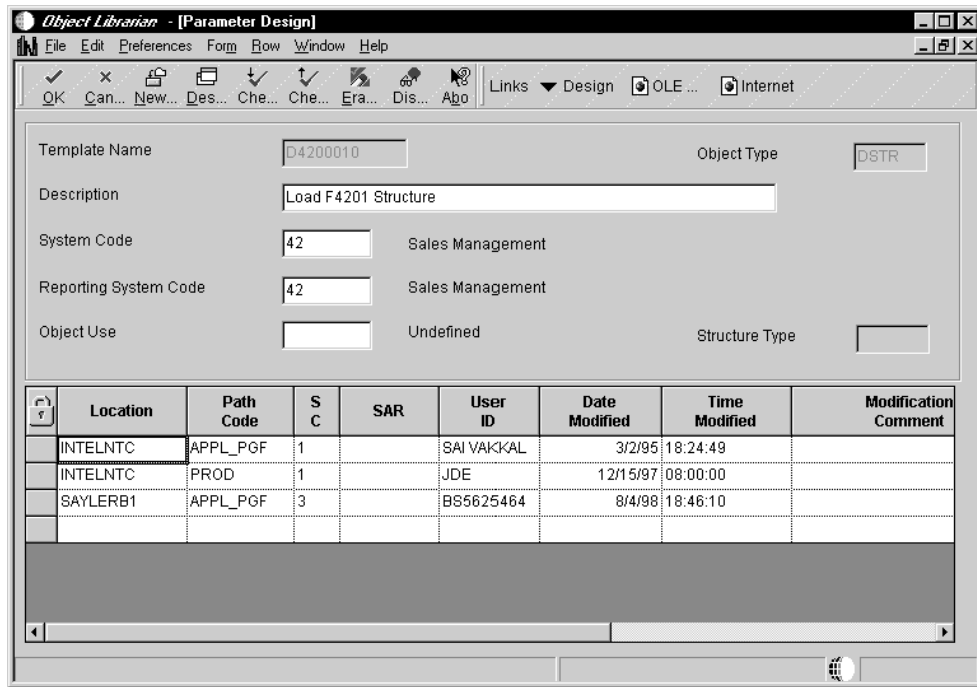 Object Librarian - [Parameter Design]
File Edit Preferences Form Row Window Help
OK Can... New... Des... Che... Che... Era... Dis... Abo Links Design OLE ... Internet
Template Name D4200010 Object Type DSTR
Description Load F4201 Structure
System Code 42 Sales Management
Reporting System Code 42 Sales Management
Object Use Undefined Structure Type
Location Path Code S C SAR User ID Date Modified Time Modified Modification Comment
INTELNTC APPL_PGF 1 SAI VAKKAL 3/2/95 18:24:49
INTELNTC PROD 1 JDE 12/15/97 08:00:00
SAYLERB1 APPL_PGF 3 BS5625464 8/4/98 18:46:10